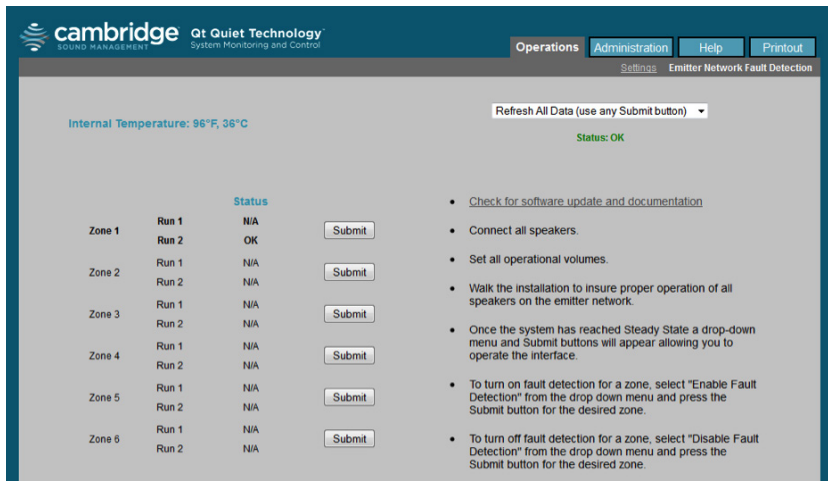 cambridge
SOUND MANAGEMENT
Qt Quiet Technology
System Monitoring and Control
Operations Administration Help Printout
Settings Emitter Network Fault Detection
Internal Temperature: 96°F, 36°C
Refresh All Data (use any Submit button)
Status: OK
Status
Zone 1
Run 1 N/A
Run 2 OK
Submit
Zone 2
Run 1 N/A
Run 2 N/A
Submit
Zone 3
Run 1 N/A
Run 2 N/A
Submit
Zone 4
Run 1 N/A
Run 2 N/A
Submit
Zone 5
Run 1 N/A
Run 2 N/A
Submit
Zone 6
Run 1 N/A
Run 2 N/A
Submit
• Check for software update and documentation
• Connect all speakers.
• Set all operational volumes.
• Walk the installation to insure proper operation of all
speakers on the emitter network.
• Once the system has reached Steady State a drop-down
menu and Submit buttons will appear allowing you to
operate the interface.
• To turn on fault detection for a zone, select "Enable Fault
Detection" from the drop down menu and press the
Submit button for the desired zone.
• To turn off fault detection for a zone, select "Disable Fault
Detection" from the drop down menu and press the
Submit button for the desired zone.